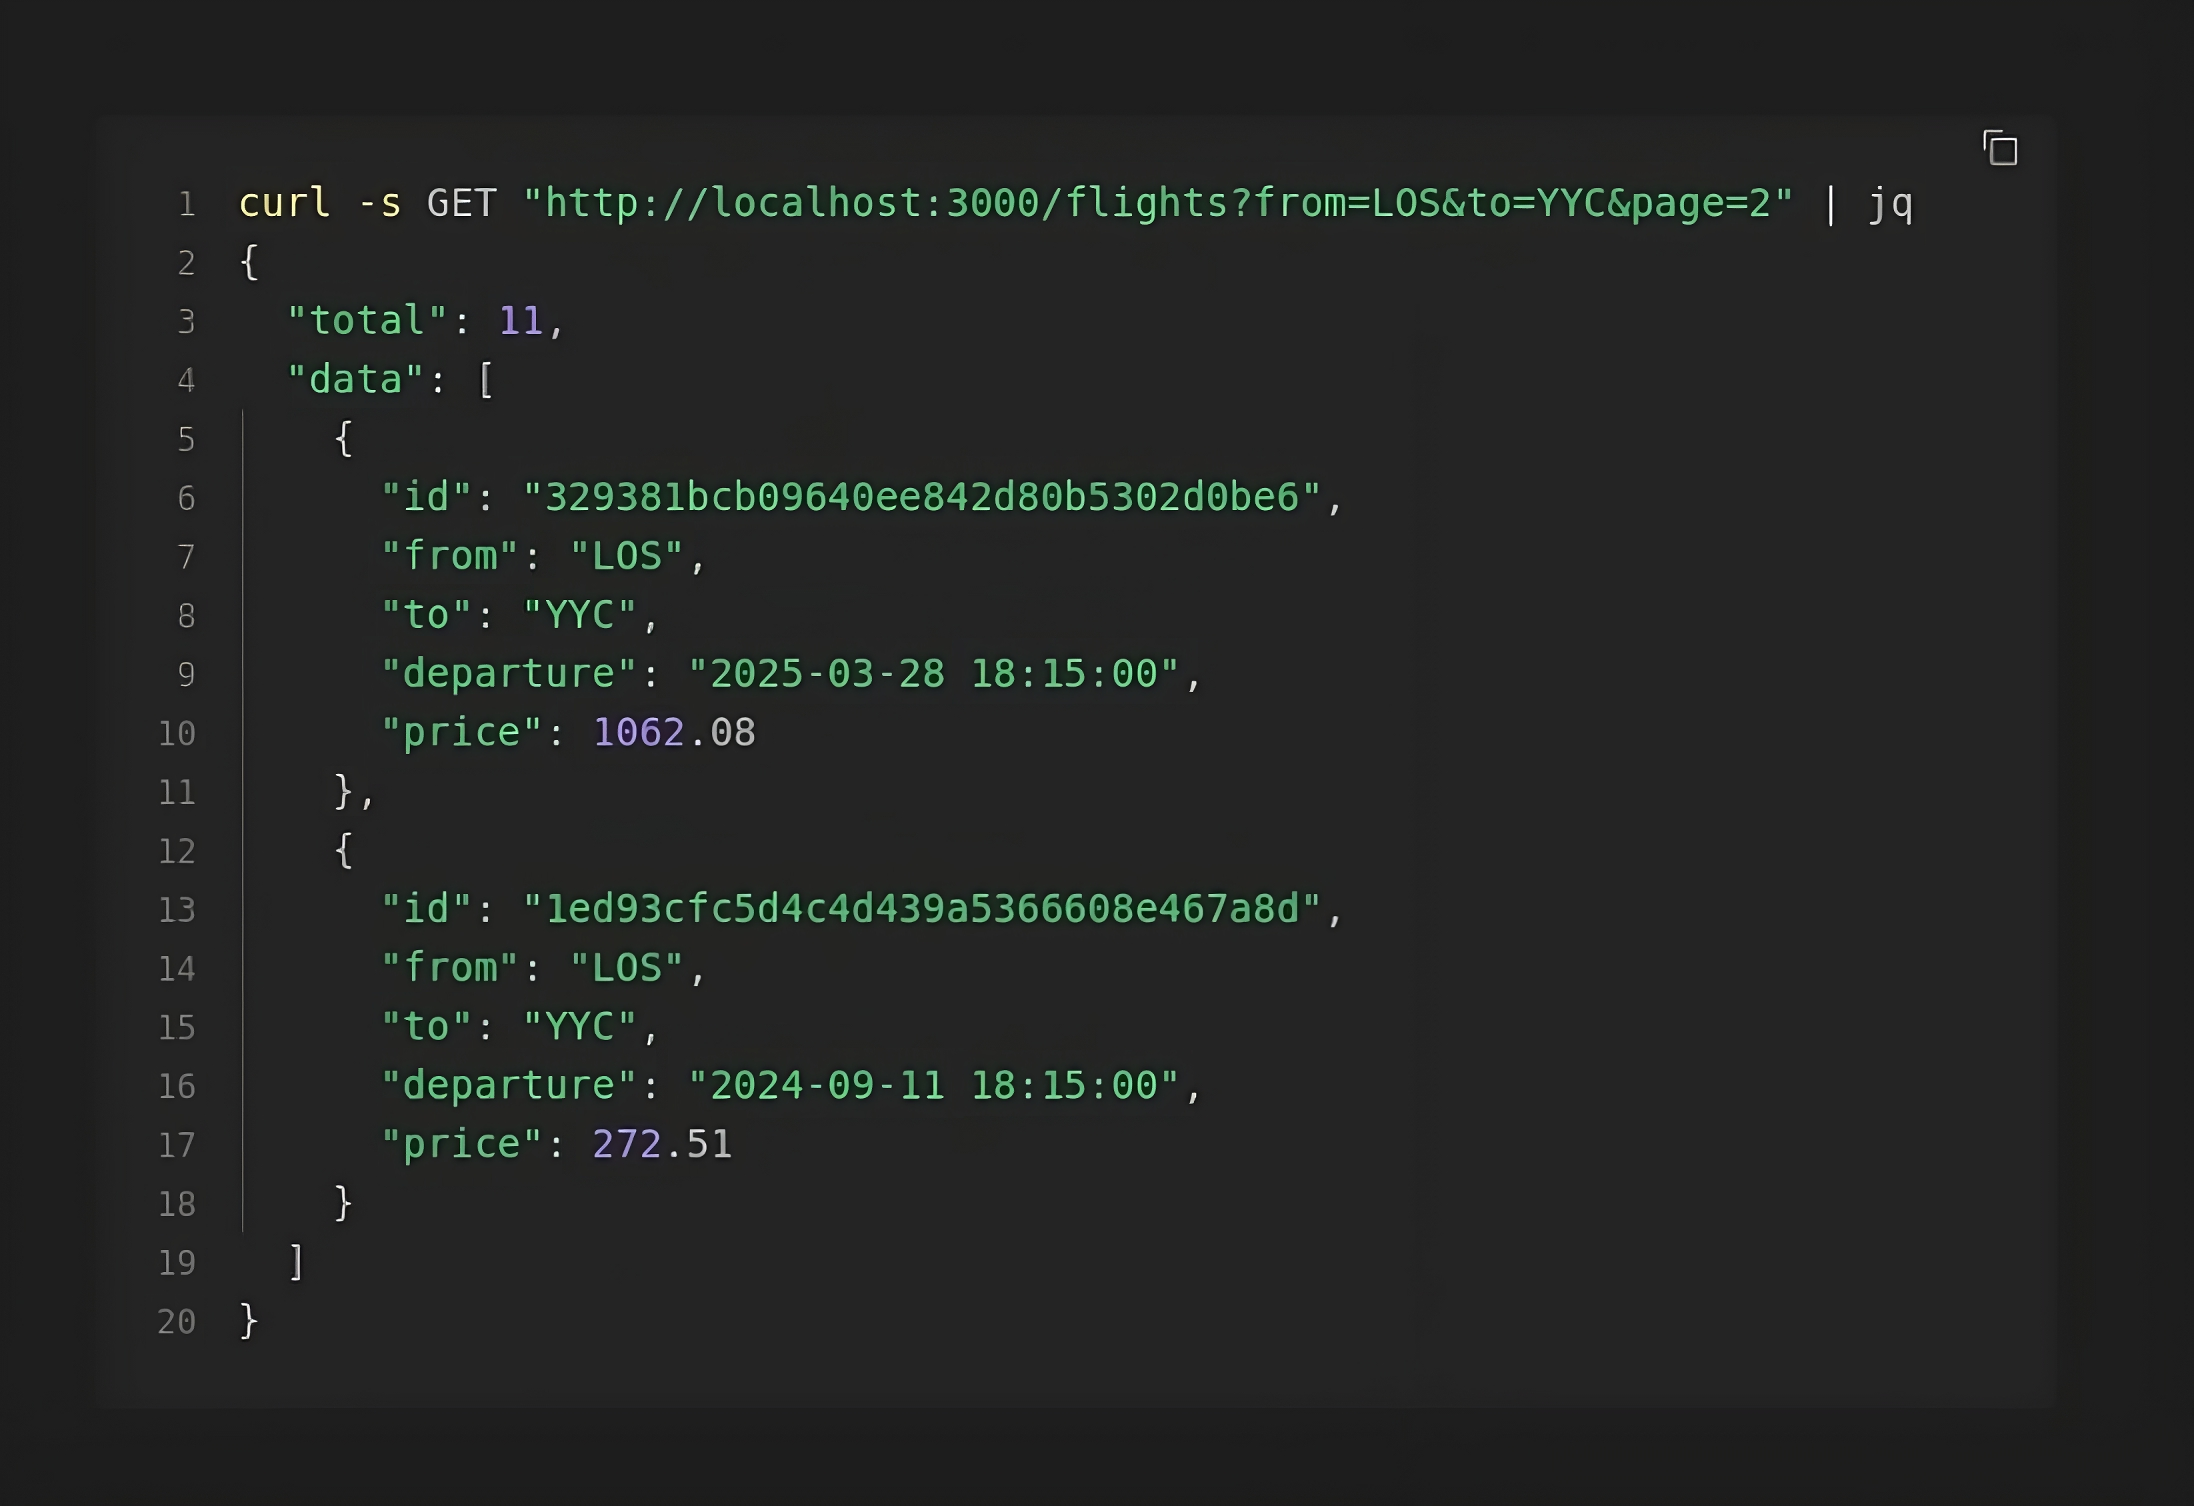 1 curl -s GET "http://localhost:3000/flights?from=LOS&to=YYC&page=2" | jq
2 {
3   "total": 11,
4   "data": [
5     {
6       "id": "329381bcb09640ee842d80b5302d0be6",
7       "from": "LOS",
8       "to": "YYC",
9       "departure": "2025-03-28 18:15:00",
10       "price": 1062.08
11     },
12     {
13       "id": "1ed93cfc5d4c4d439a5366608e467a8d",
14       "from": "LOS",
15       "to": "YYC",
16       "departure": "2024-09-11 18:15:00",
17       "price": 272.51
18     }
19   ]
20 }